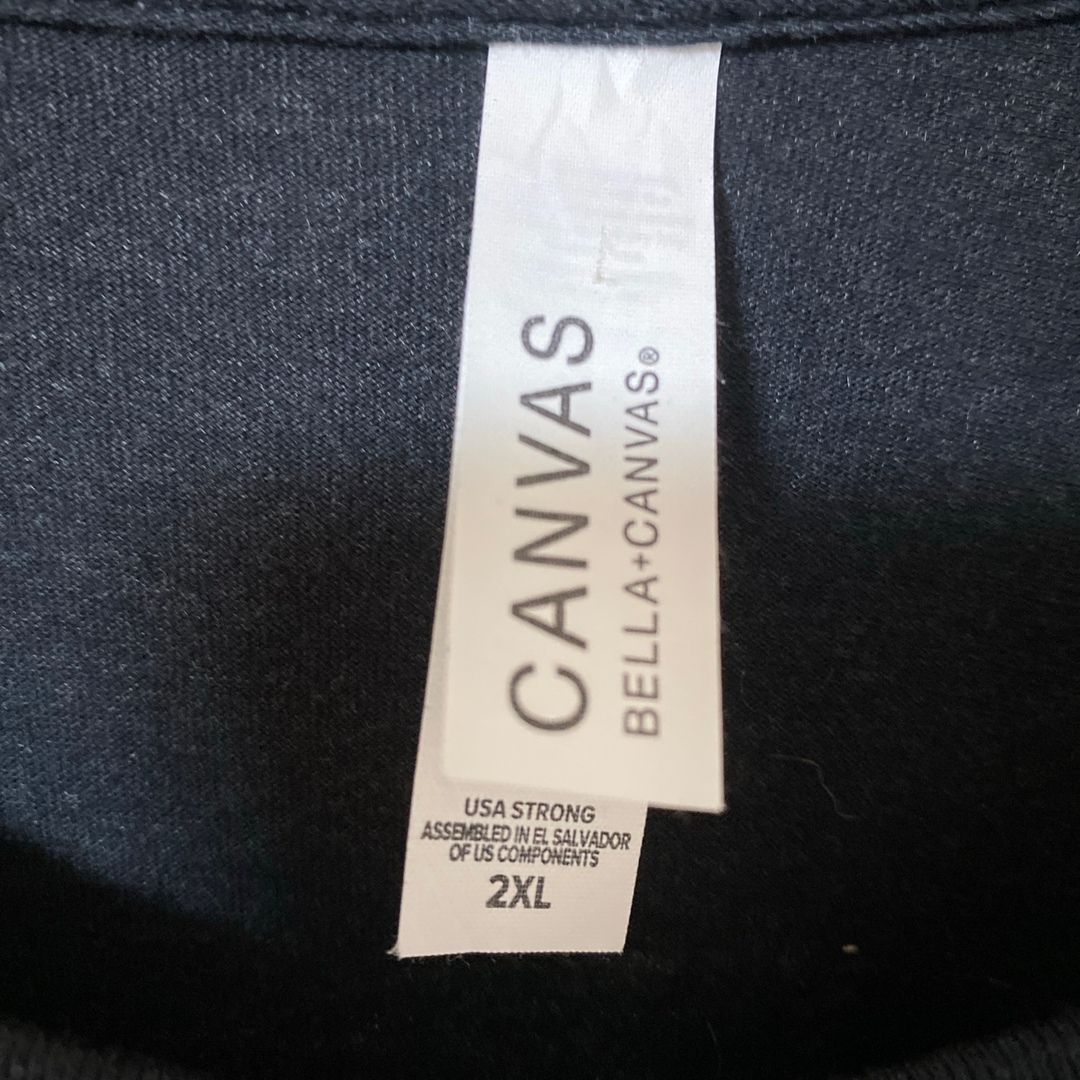 CANVAS
BELLA+CANVAS®
USA STRONG
ASSEMBLED IN EL SALVADOR
OF US COMPONENTS
2XL